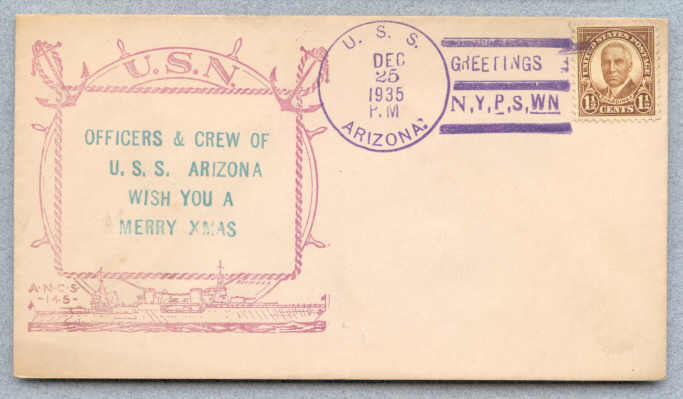 U.S.N.
OFFICERS & CREW OF
U. S. S. ARIZONA
WISH YOU A
MERRY XMAS
A·N·C·S
-145-
U. S. S.
DEC
25
1935
P.M
ARIZONA
GREETINGS
N,Y,P,S,WN
UNITED STATES POSTAGE
1½ CENTS 1½